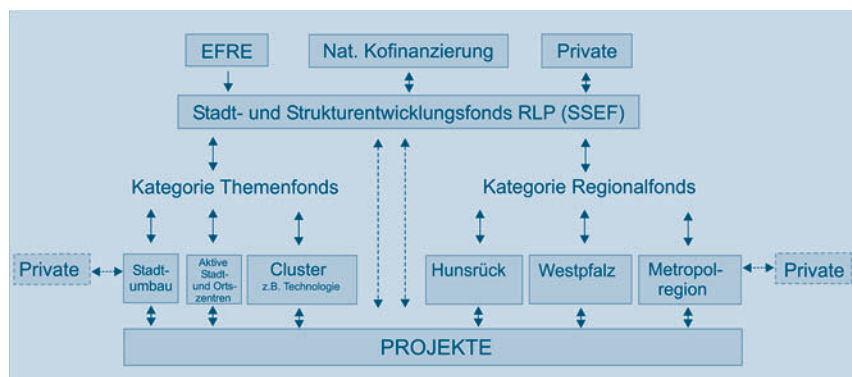 EFRE
Nat. Kofinanzierung
Private
Stadt- und Strukturentwicklungsfonds RLP (SSEF)
Kategorie Themenfonds
Kategorie Regionalfonds
Private
Stadt-
umbau
Aktive
Stadt-
und Orts-
zentren
Cluster
z.B. Technologie
Hunsrück
Westpfalz
Metropol-
region
Private
PROJEKTE